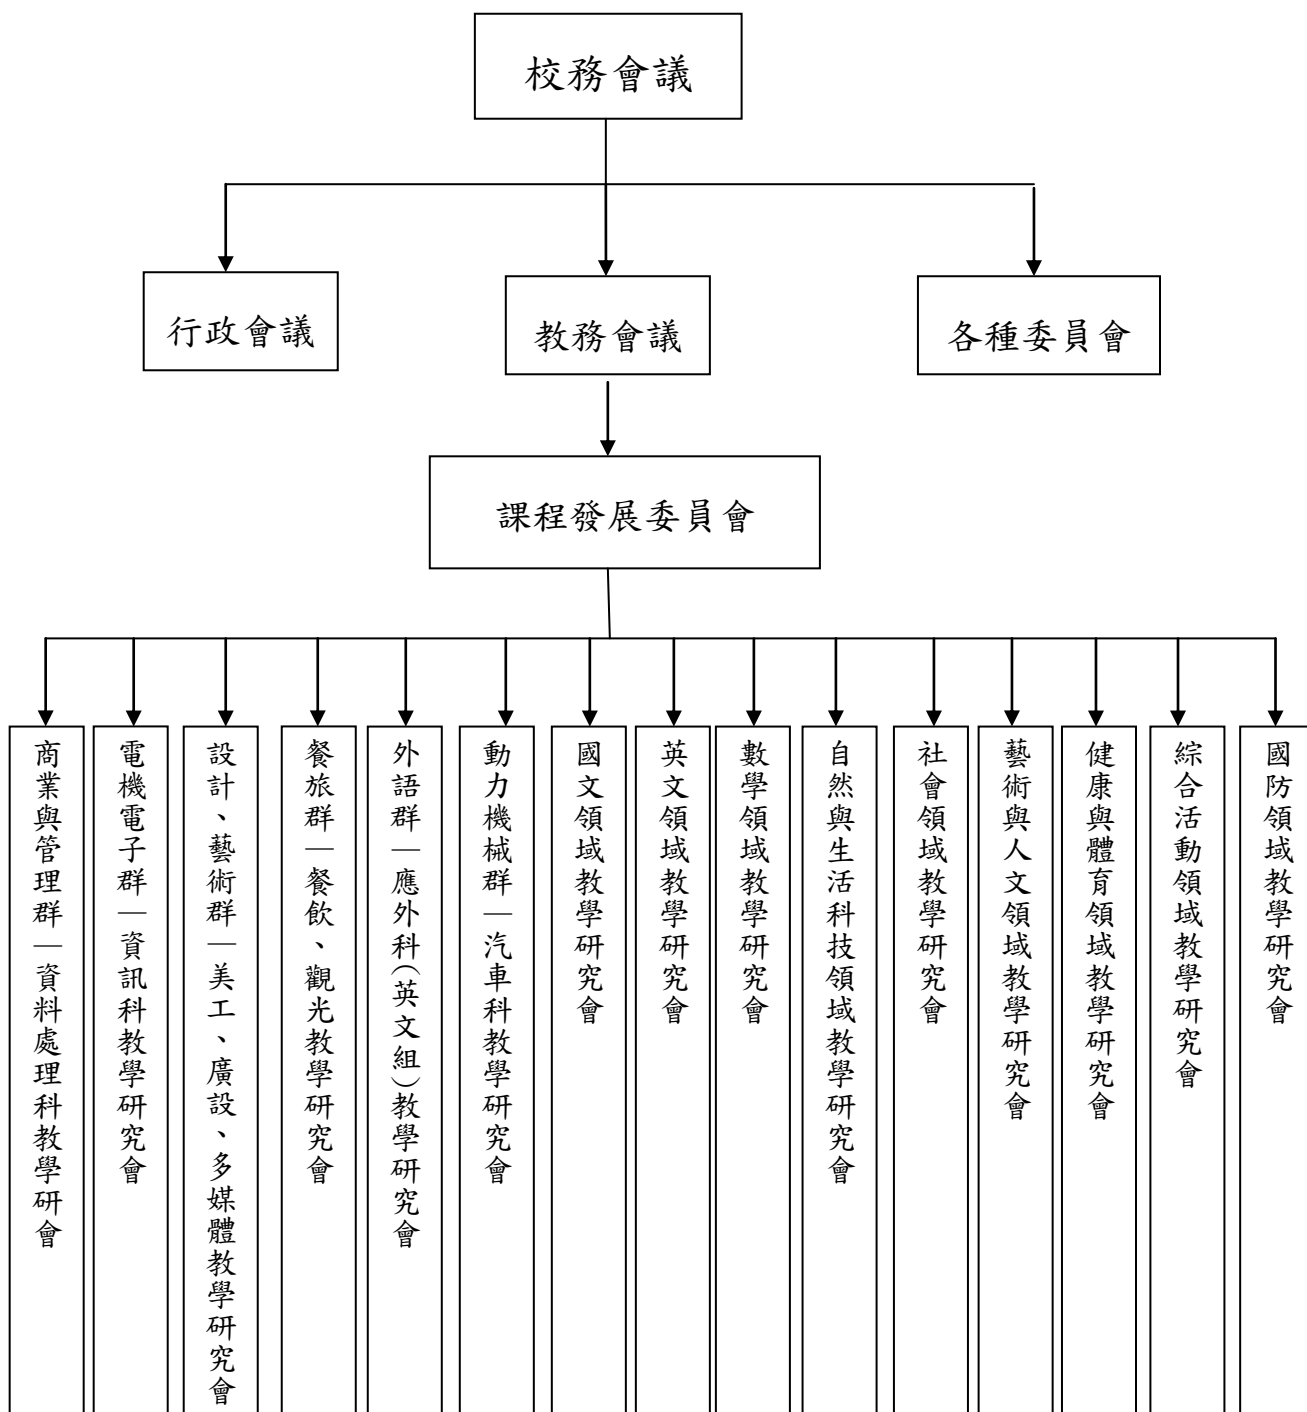 校務會議
行政會議
教務會議
各種委員會
課程發展委員會
商業與管理群—資料處理科教學研會
電機電子群—資訊科教學研究會
設計、藝術群—美工、廣設、多媒體教學研究會
餐旅群—餐飲、觀光教學研究會
外語群—應外科(英文組)教學研究會
動力機械群—汽車科教學研究會
國文領域教學研究會
英文領域教學研究會
數學領域教學研究會
自然與生活科技領域教學研究會
社會領域教學研究會
藝術與人文領域教學研究會
健康與體育領域教學研究會
綜合活動領域教學研究會
國防領域教學研究會